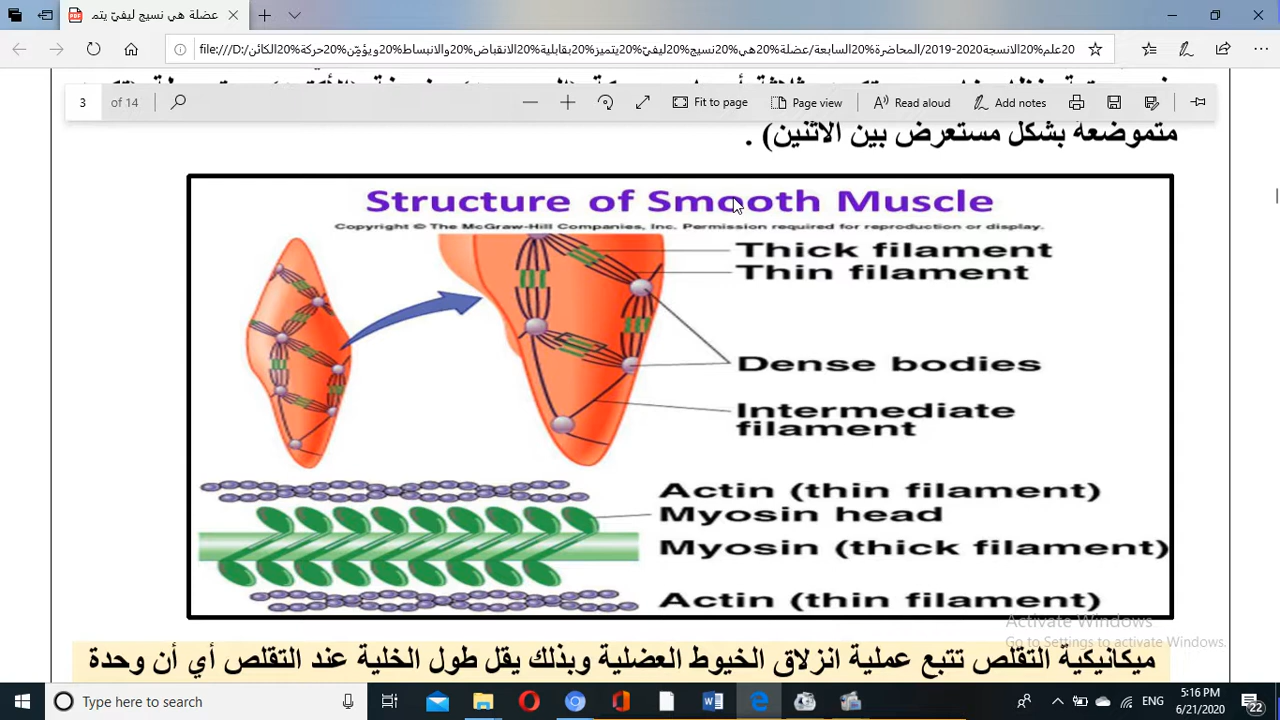 عضلة هي نسيج ليفيّ يتم
file:///D:/علم%20الانسجة%202020-2019/المحاضرة%20السابعة/عضلة%20هي%20نسيج%20ليفيّ%20يتميز%20بقابلية%20الانقباض%20والانبساط%20ويؤمّن%20حركة%20الكائن
3 of 14
Fit to page
Page view
Read aloud
Add notes
متموضعة بشكل مستعرض بين الاثنين) .
Structure of Smooth Muscle
Copyright © The McGraw-Hill Companies, Inc. Permission required for reproduction or display.
Thick filament
Thin filament
Dense bodies
Intermediate
filament
Actin (thin filament)
Myosin head
Myosin (thick filament)
Actin (thin filament)
Activate Windows
Go to Settings to activate Windows.
ميكانيكية التقلص تتبع عملية انزلاق الخيوط العضلية وبذلك يقل طول الخلية عند التقلص أي أن وحدة
Type here to search
ENG
5:16 PM
6/21/2020
22